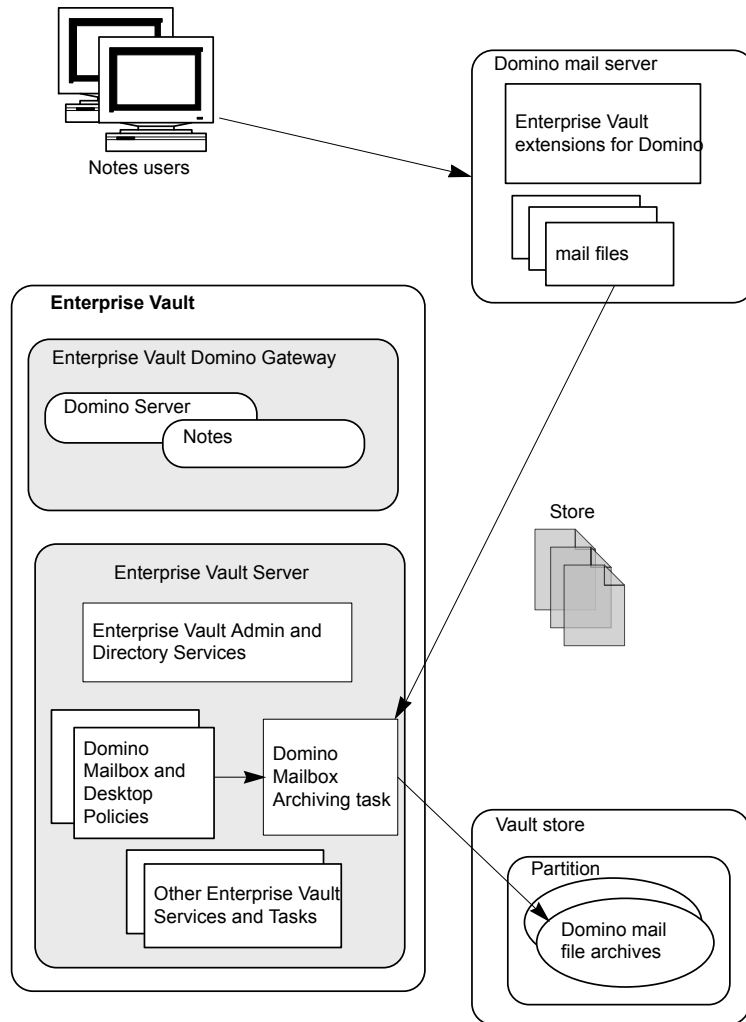 Notes users
Domino mail server
Enterprise Vault
extensions for Domino
mail files
Enterprise Vault
Enterprise Vault Domino Gateway
Domino Server
Notes
Store
Enterprise Vault Server
Enterprise Vault Admin and
Directory Services
Domino
Mailbox and
Desktop
Policies
Domino
Mailbox
Archiving task
Other Enterprise Vault
Services and Tasks
Vault store
Partition
Domino mail
file archives